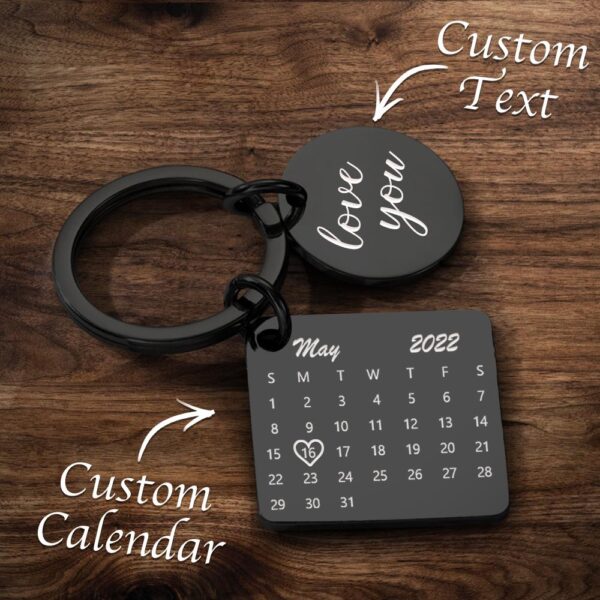 Custom
Text
love
you
May 2022
S M T W T F S
1 2 3 4 5 6 7
8 9 10 11 12 13 14
15 16 17 18 19 20 21
22 23 24 25 26 27 28
29 30 31
Custom
Calendar